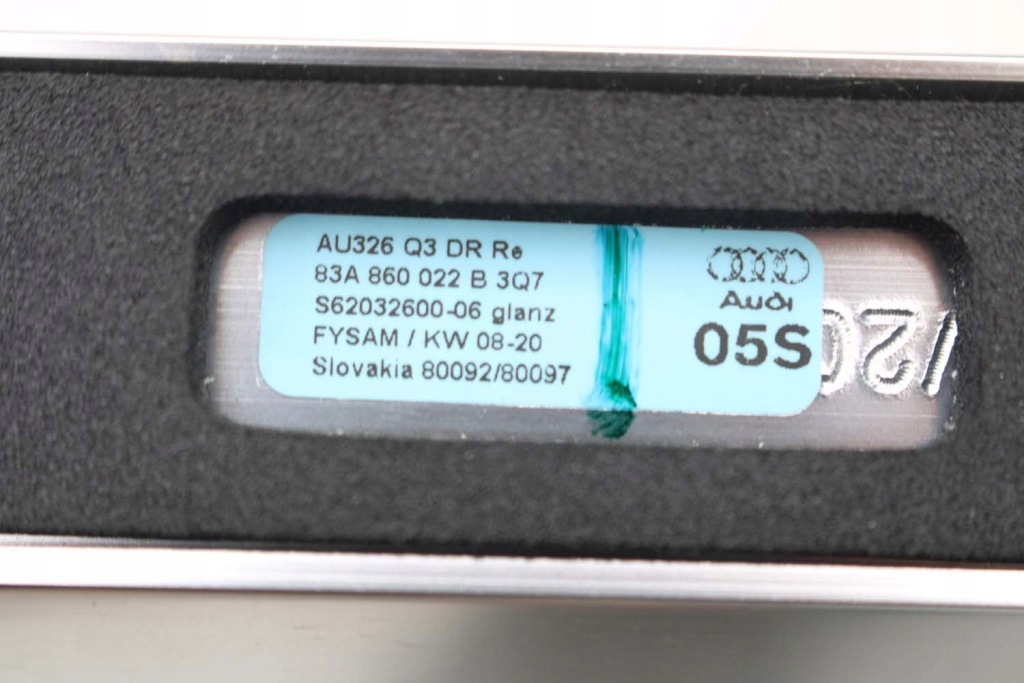 AU326 Q3 DR Re
83A 860 022 B 3Q7
S62032600-06 glanz
FYSAM / KW 08-20
Slovakia 80092/80097
Audi
05S